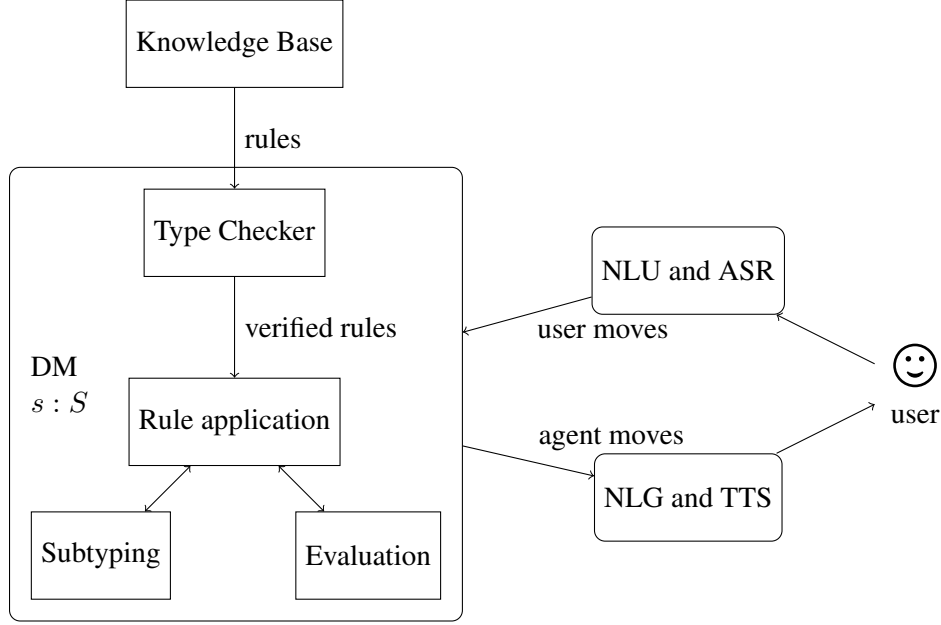 Knowledge Base
rules
Type Checker
verified rules
DM
s : S
Rule application
Subtyping
Evaluation
NLU and ASR
user moves
user
agent moves
NLG and TTS